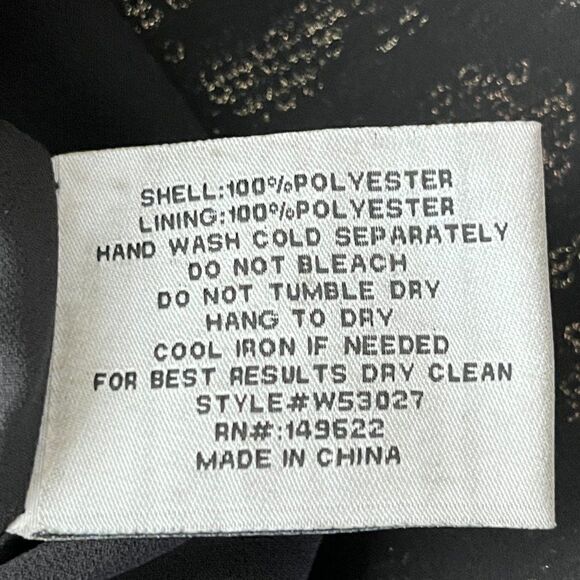 SHELL:100%POLYESTER
LINING:100%POLYESTER
HAND WASH COLD SEPARATELY
DO NOT BLEACH
DO NOT TUMBLE DRY
HANG TO DRY
COOL IRON IF NEEDED
FOR BEST RESULTS DRY CLEAN
STYLE#W53027
RN#:149622
MADE IN CHINA